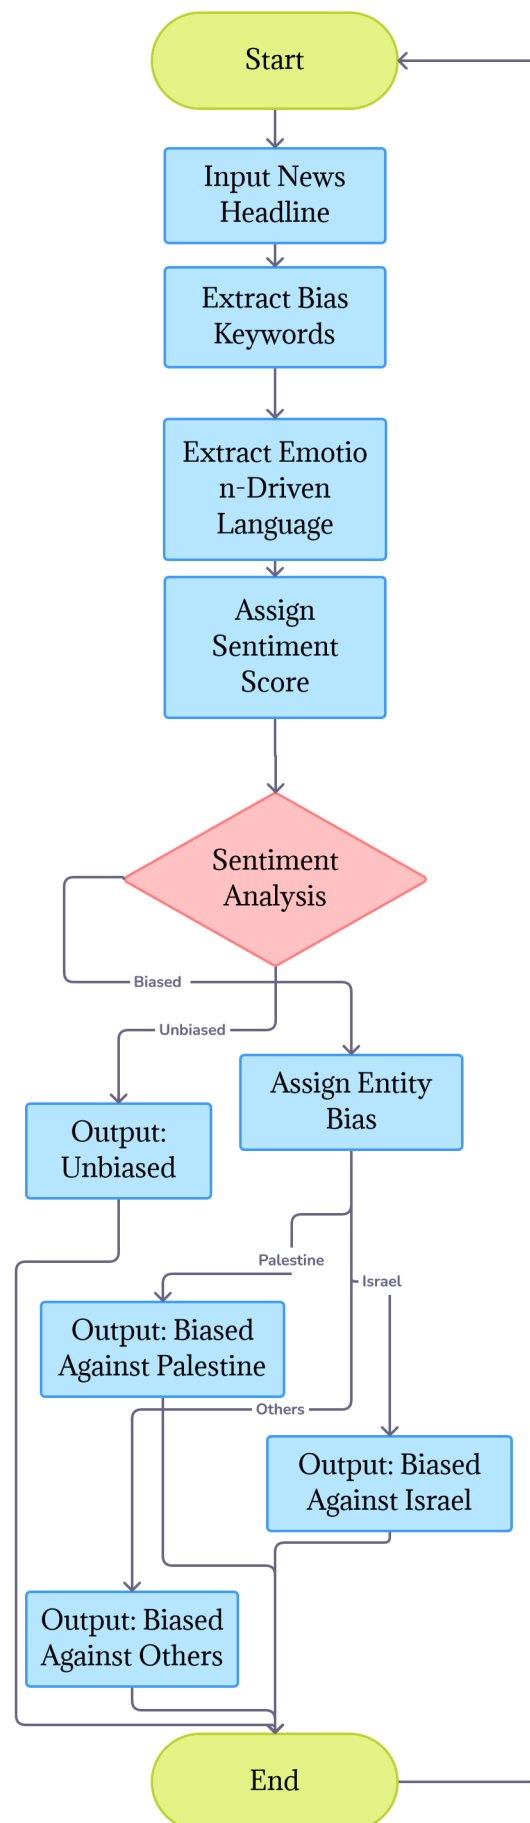 Start
Input News
Headline
Extract Bias
Keywords
Extract Emotio
n-Driven
Language
Assign
Sentiment
Score
Sentiment
Analysis
Biased
Unbiased
Assign Entity
Bias
Output:
Unbiased
Palestine
Israel
Output: Biased
Against Palestine
Others
Output: Biased
Against Israel
Output: Biased
Against Others
End